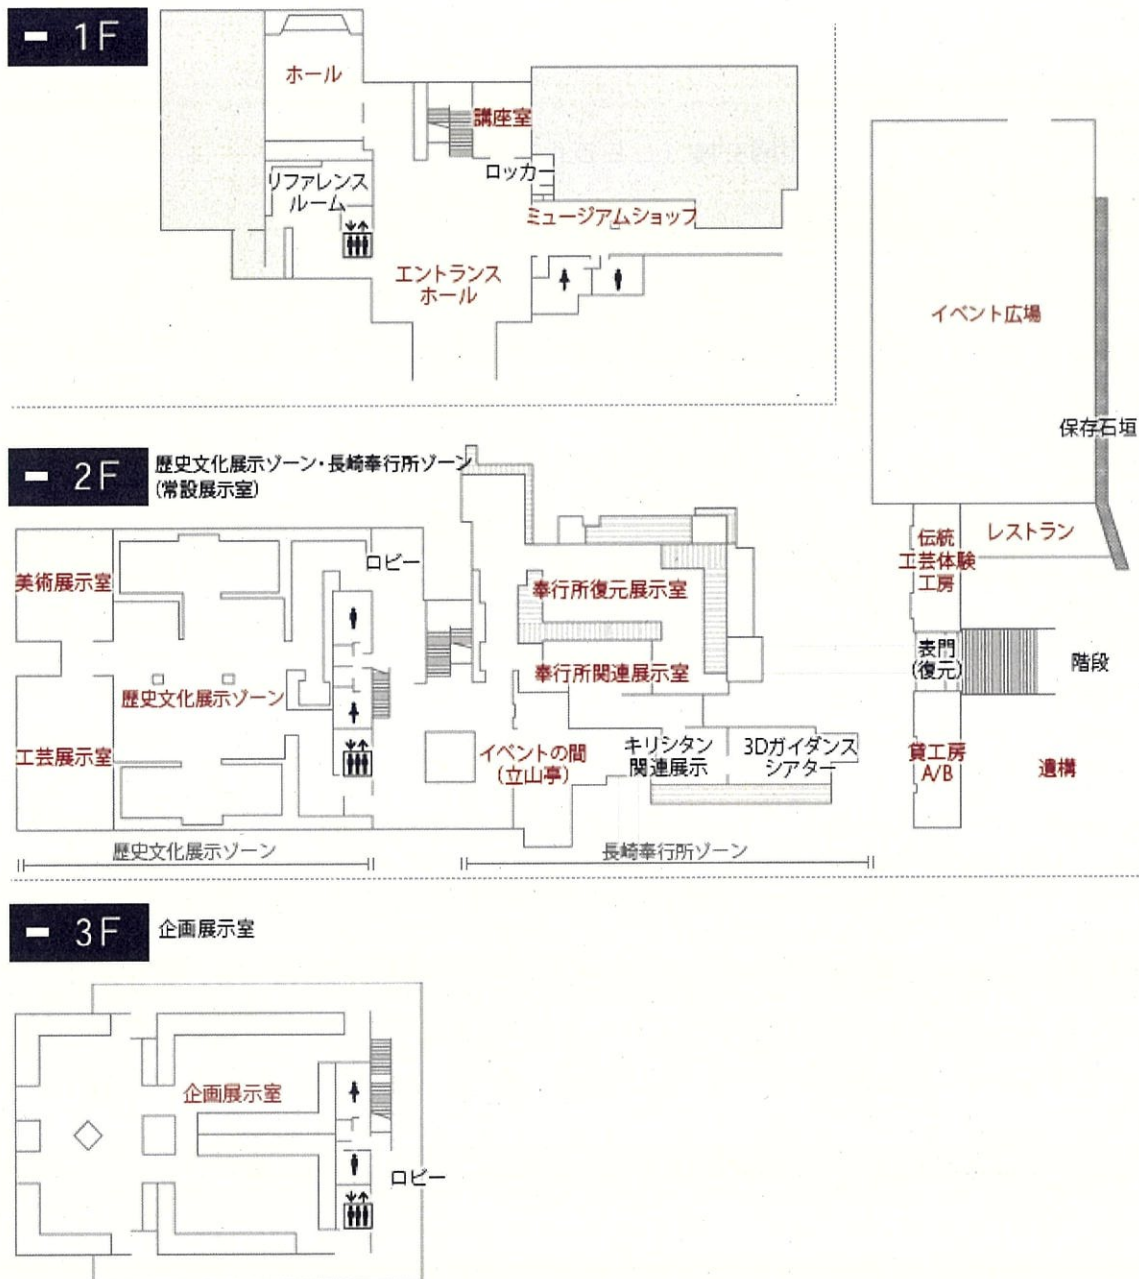 1F
ホール
講座室
ロッカー
リファレンス
ルーム
ミュージアムショップ
エントランス
ホール
イベント広場
保存石垣
2F
歴史文化展示ゾーン・長崎奉行所ゾーン
(常設展示室)
ロビー
美術展示室
歴史文化展示ゾーン
工芸展示室
奉行所復元展示室
奉行所関連展示室
イベントの間
(立山亭)
キリシタン
関連展示
3Dガイダンス
シアター
歴史文化展示ゾーン
長崎奉行所ゾーン
伝統
工芸体験
工房
レストラン
表門
(復元)
階段
貸工房
A/B
遺構
3F
企画展示室
企画展示室
ロビー